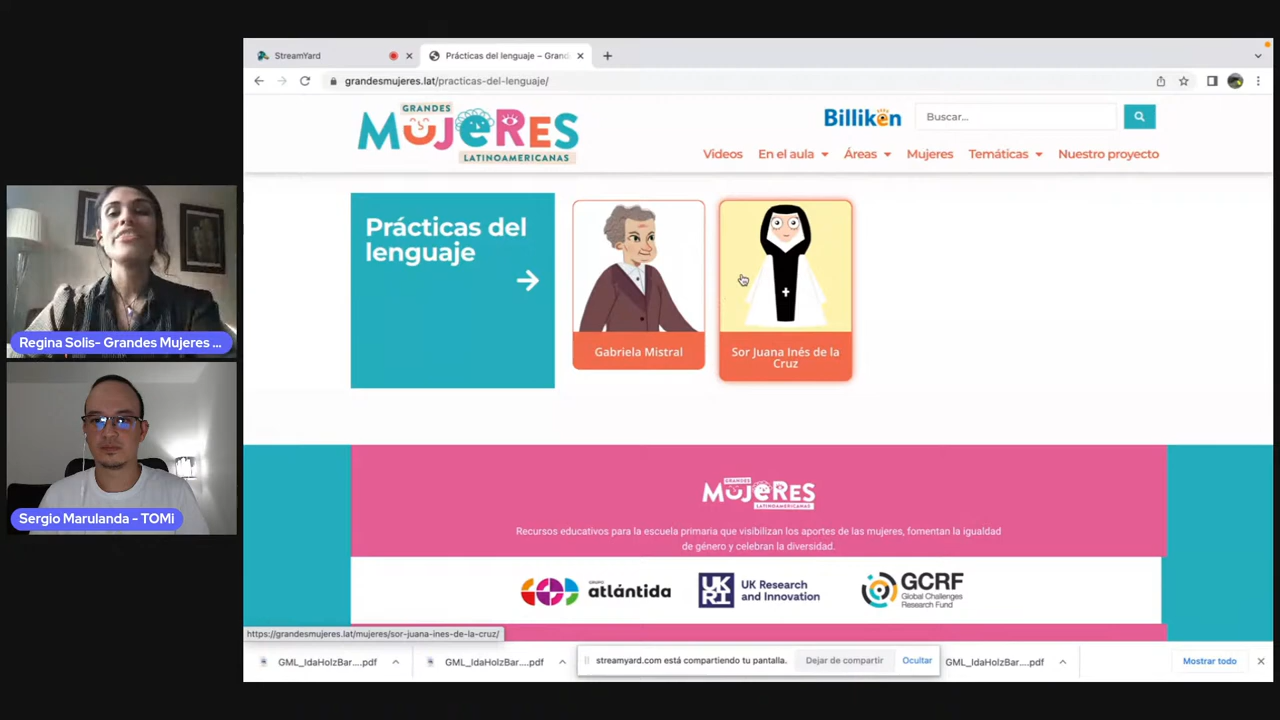 StreamYard
Prácticas del lenguaje – Grand
grandesmujeres.lat/practicas-del-lenguaje/
GRANDES
MUJERES
LATINOAMERICANAS
Billiken
Buscar...
Videos En el aula Áreas Mujeres Temáticas Nuestro proyecto
Prácticas del
lenguaje
Gabriela Mistral
Sor Juana Inés de la
Cruz
Regina Solis- Grandes Mujeres ...
Sergio Marulanda - TOMi
GRANDES
MUJERES
LATINOAMERICANAS
Recursos educativos para la escuela primaria que visibilizan los aportes de las mujeres, fomentan la igualdad
de género y celebran la diversidad.
GRUPO
atlántida
UK
RI
UK Research
and Innovation
GCRF
Global Challenges
Research Fund
https://grandesmujeres.lat/mujeres/sor-juana-ines-de-la-cruz/
GML_IdaHolzBar....pdf
GML_IdaHolzBar....pdf
streamyard.com está compartiendo tu pantalla.
Dejar de compartir
Ocultar
GML_IdaHolzBar....pdf
Mostrar todo